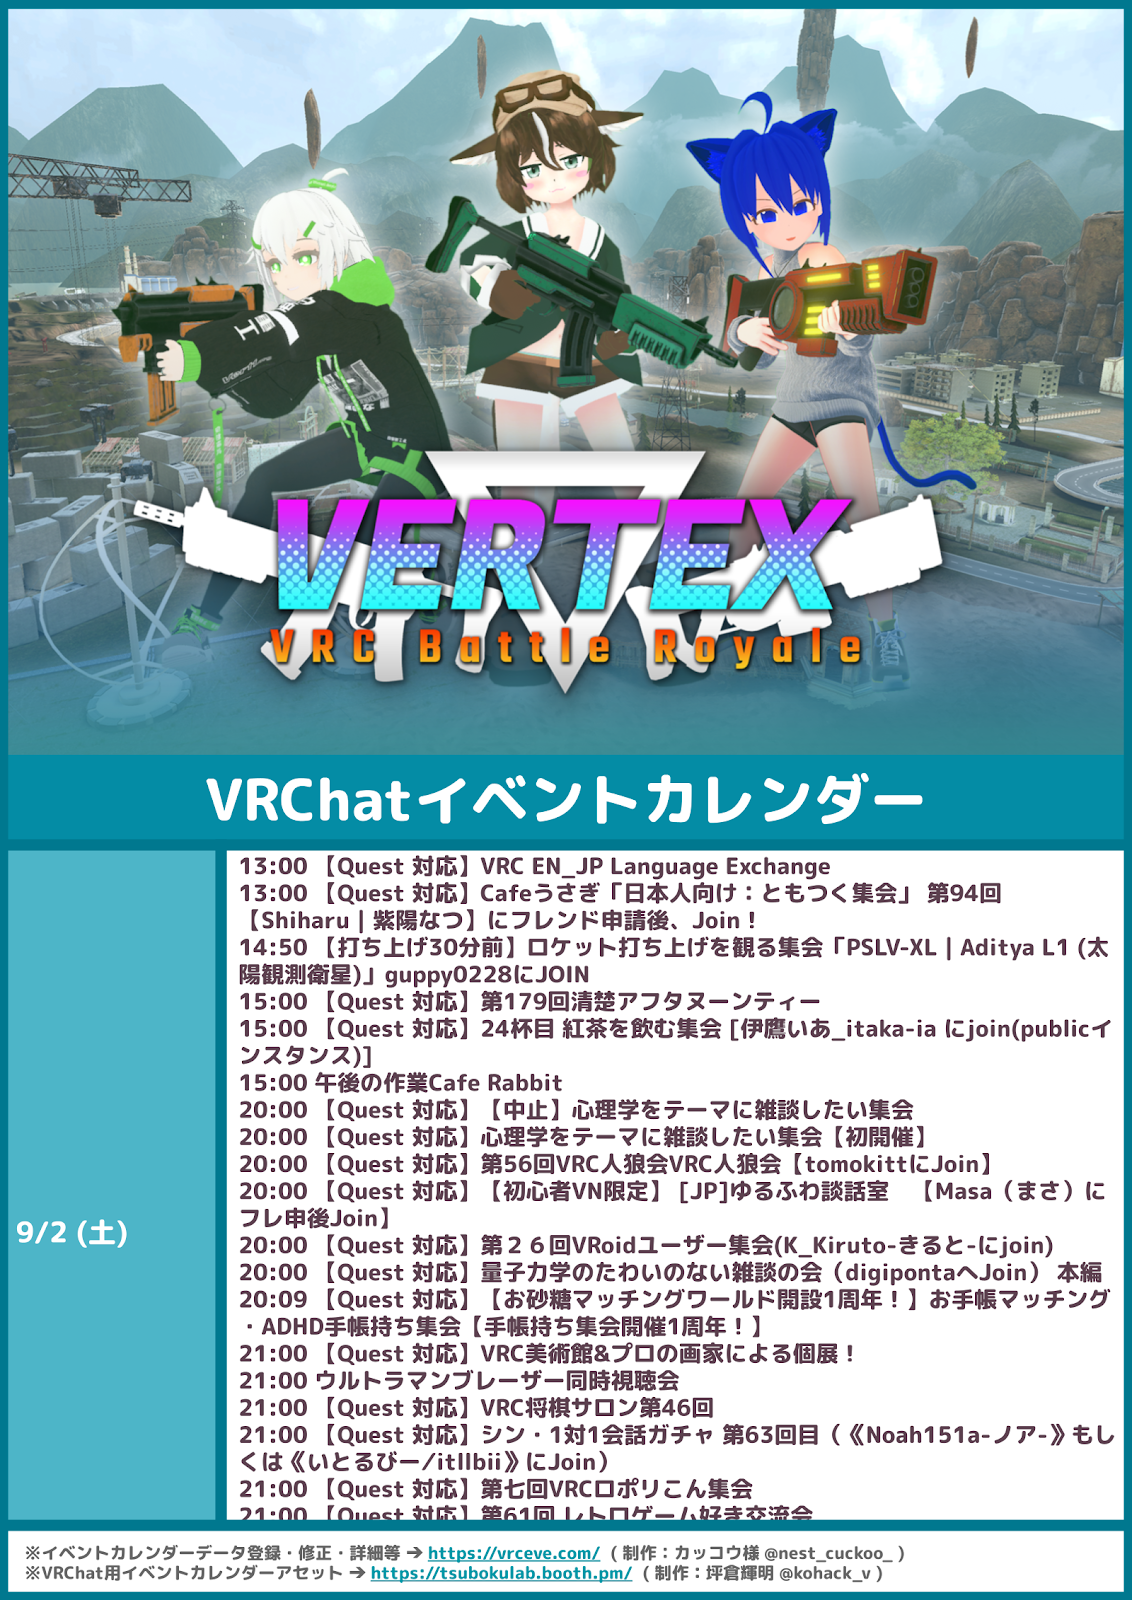 VERTEX
VRC Battle Royale
VRChatイベントカレンダー
9/2 (土)
13:00 【Quest 対応】VRC EN_JP Language Exchange
13:00 【Quest 対応】Cafeうさぎ「日本人向け：ともつく集会」 第94回
【Shiharu | 紫陽なつ】にフレンド申請後、Join！
14:50 【打ち上げ30分前】ロケット打ち上げを観る集会「PSLV-XL | Aditya L1 (太
陽観測衛星)」guppy0228にJOIN
15:00 【Quest 対応】第179回清楚アフタヌーンティー
15:00 【Quest 対応】24杯目 紅茶を飲む集会 [伊鷹いあ_itaka-ia にjoin(publicイ
ンスタンス)]
15:00 午後の作業Cafe Rabbit
20:00 【Quest 対応】【中止】心理学をテーマに雑談したい集会
20:00 【Quest 対応】心理学をテーマに雑談したい集会【初開催】
20:00 【Quest 対応】第56回VRC人狼会VRC人狼会【tomokittにJoin】
20:00 【Quest 対応】【初心者VN限定】 [JP]ゆるふわ談話室　【Masa（まさ）に
フレ申後Join】
20:00 【Quest 対応】第２６回VRoidユーザー集会(K_Kiruto-きると-にjoin)
20:00 【Quest 対応】量子力学のたわいのない雑談の会（digipontaへJoin） 本編
20:09 【Quest 対応】【お砂糖マッチングワールド開設1周年！】お手帳マッチング
・ADHD手帳持ち集会【手帳持ち集会開催1周年！】
21:00 【Quest 対応】VRC美術館&プロの画家による個展！
21:00 ウルトラマンブレーザー同時視聴会
21:00 【Quest 対応】VRC将棋サロン第46回
21:00 【Quest 対応】シン・1対1会話ガチャ 第63回目（《Noah151a-ノア-》もし
くは《いとるびー/itllbii》にJoin）
21:00 【Quest 対応】第七回VRCロポリこん集会
21:00 【Quest 対応】第61回 レトロゲーム好き交流会
※イベントカレンダーデータ登録・修正・詳細等 ➔ https://vrceve.com/ （ 制作：カッコウ様 @nest_cuckoo_ ）
※VRChat用イベントカレンダーアセット ➔ https://tsubokulab.booth.pm/ （ 制作：坪倉輝明 @kohack_v ）